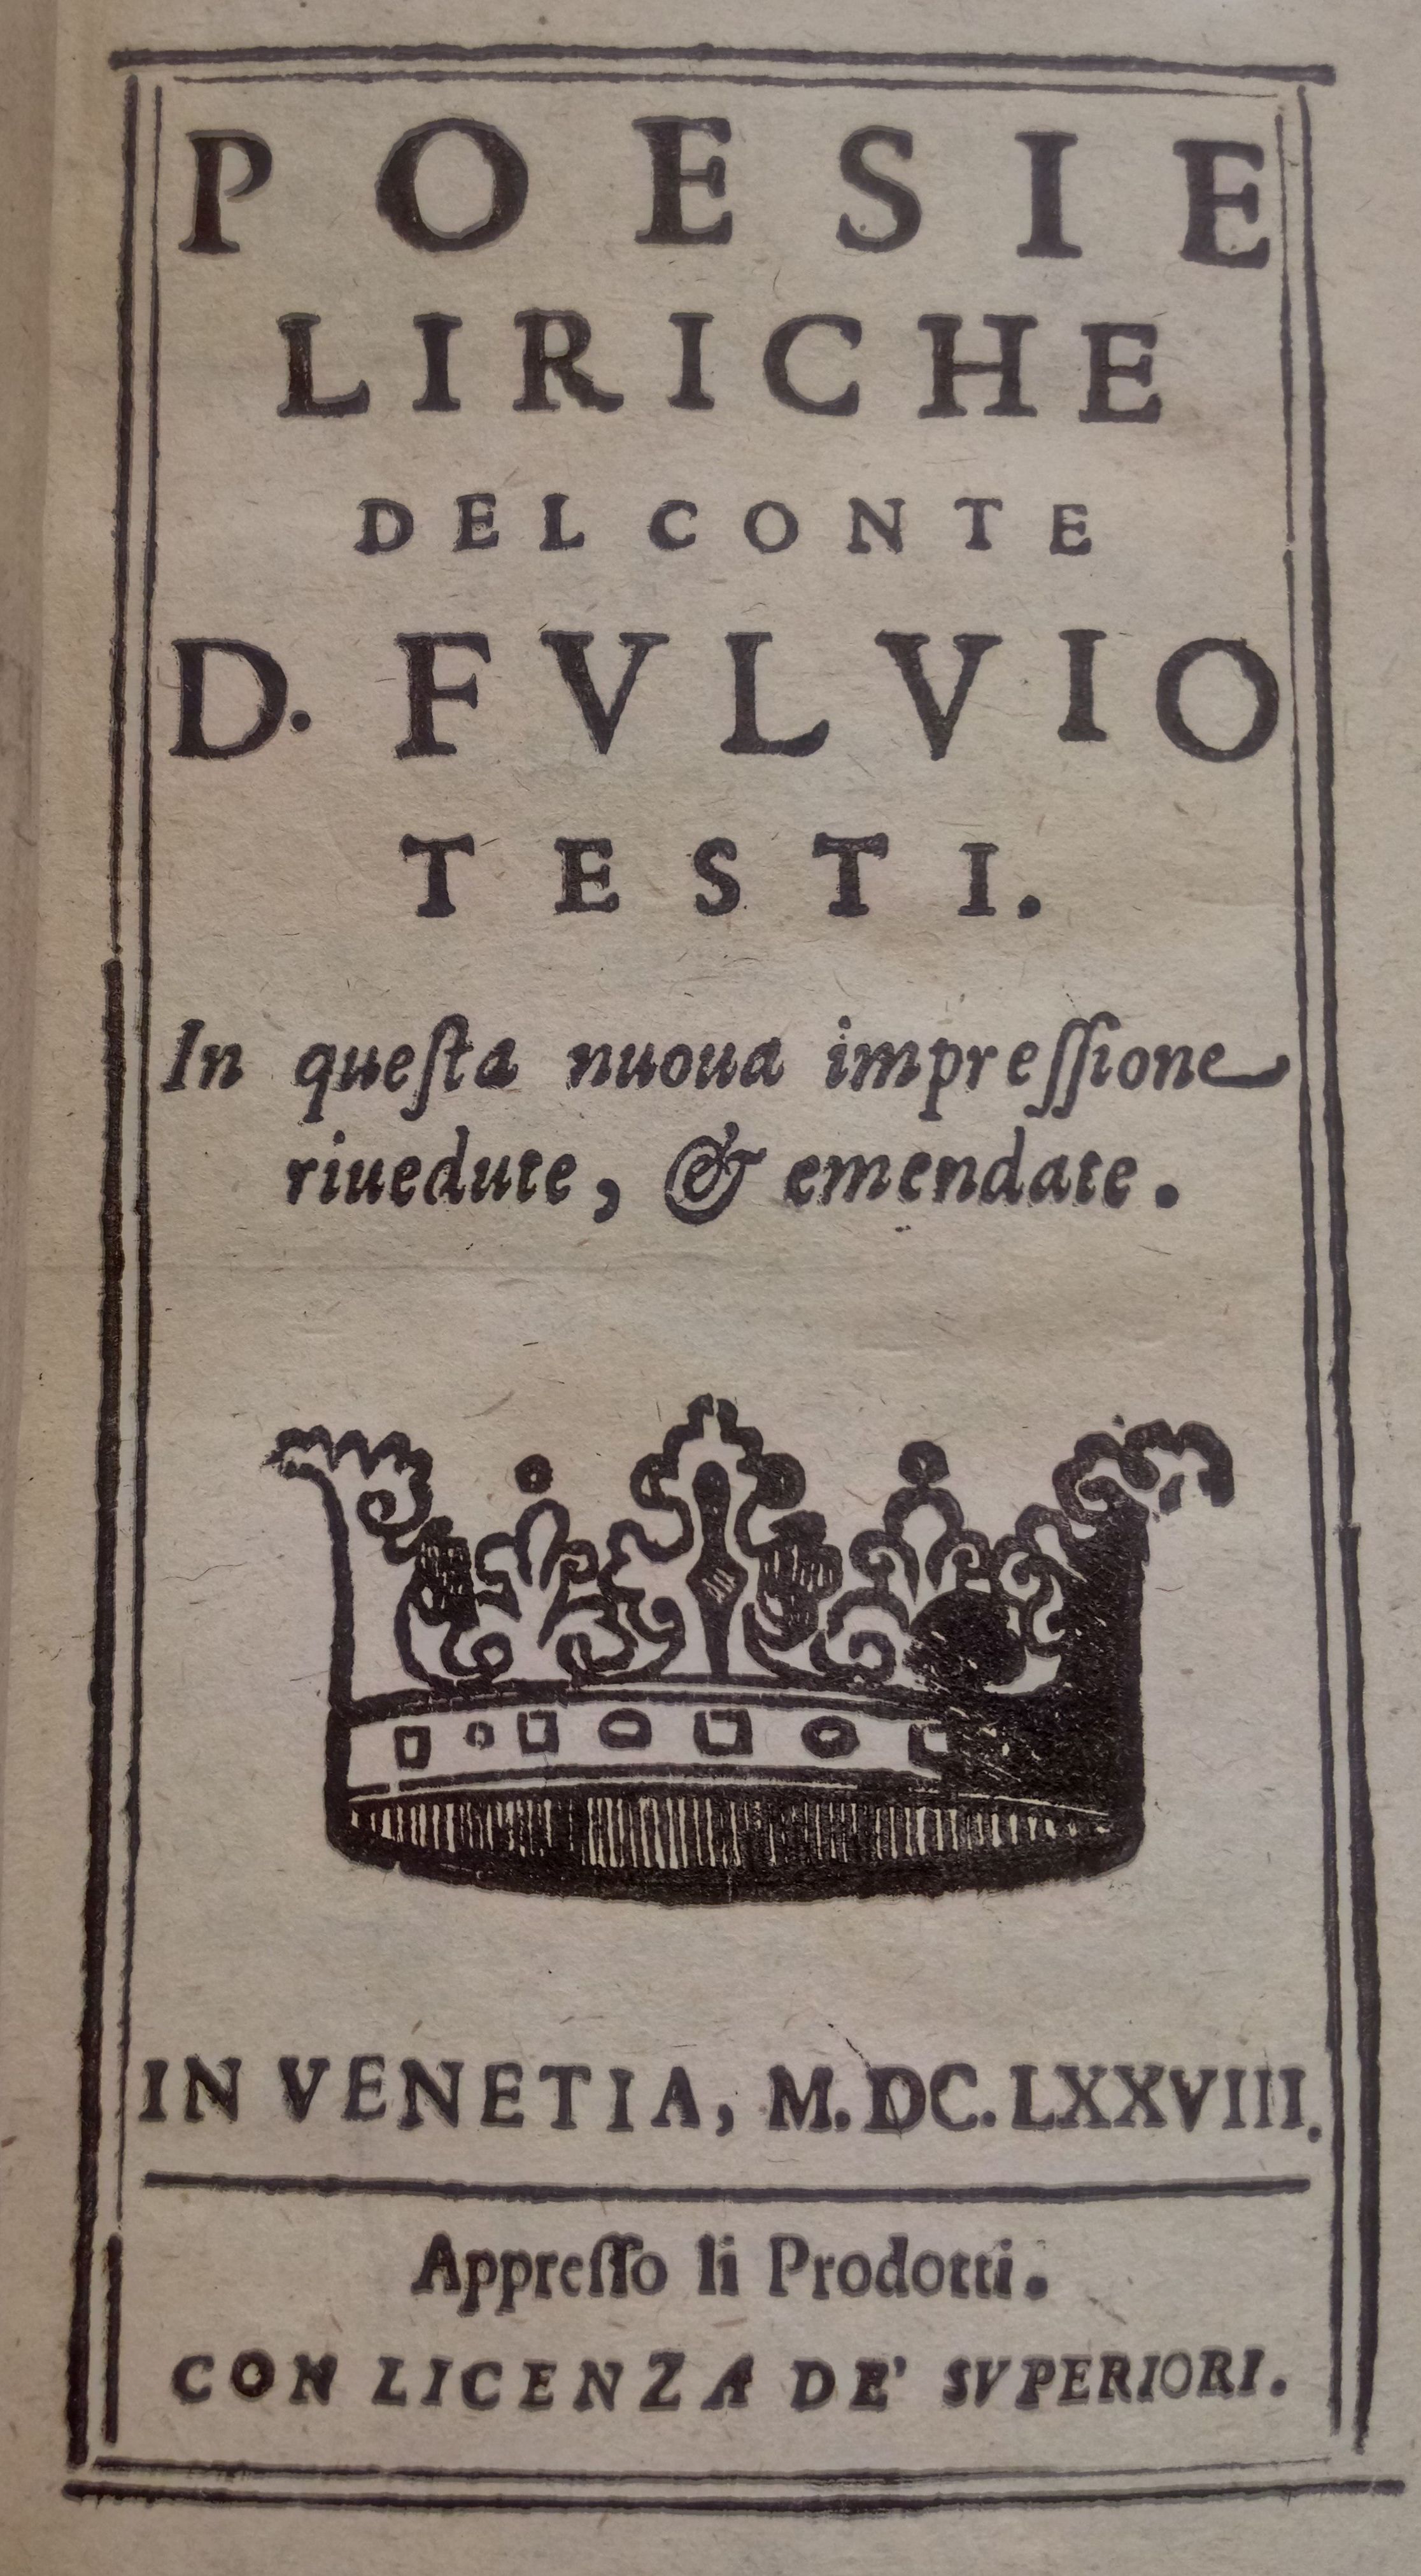 POESIE
LIRICHE
DEL CONTE
D. FVLVIO
TESTI.
In queſta nuoua impreſſione
riuedute, & emendate.
IN VENETIA, M.DC.LXXVIII.
Appreſſo li Prodotti.
CON LICENZA DE' SVPERIORI.